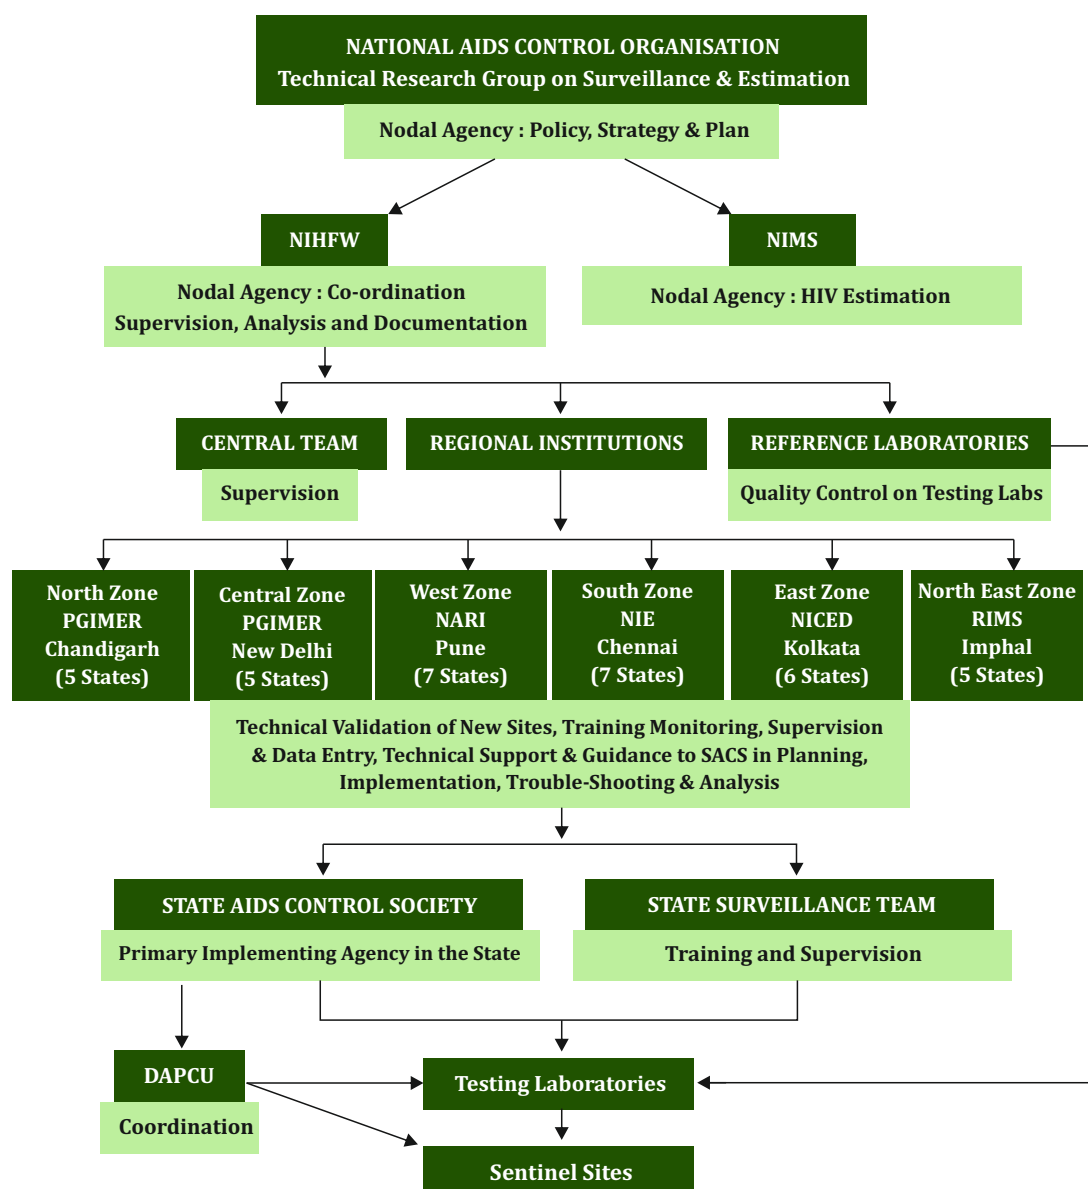 NATIONAL AIDS CONTROL ORGANISATION
Technical Research Group on Surveillance & Estimation
Nodal Agency : Policy, Strategy & Plan
NIHFW
NIMS
Nodal Agency : Co-ordination
Supervision, Analysis and Documentation
Nodal Agency : HIV Estimation
CENTRAL TEAM
Supervision
REGIONAL INSTITUTIONS
REFERENCE LABORATORIES
Quality Control on Testing Labs
North Zone
PGIMER
Chandigarh
(5 States)
Central Zone
PGIMER
New Delhi
(5 States)
West Zone
NARI
Pune
(7 States)
South Zone
NIE
Chennai
(7 States)
East Zone
NICED
Kolkata
(6 States)
North East Zone
RIMS
Imphal
(5 States)
Technical Validation of New Sites, Training Monitoring, Supervision
& Data Entry, Technical Support & Guidance to SACS in Planning,
Implementation, Trouble-Shooting & Analysis
STATE AIDS CONTROL SOCIETY
Primary Implementing Agency in the State
STATE SURVEILLANCE TEAM
Training and Supervision
DAPCU
Coordination
Testing Laboratories
Sentinel Sites